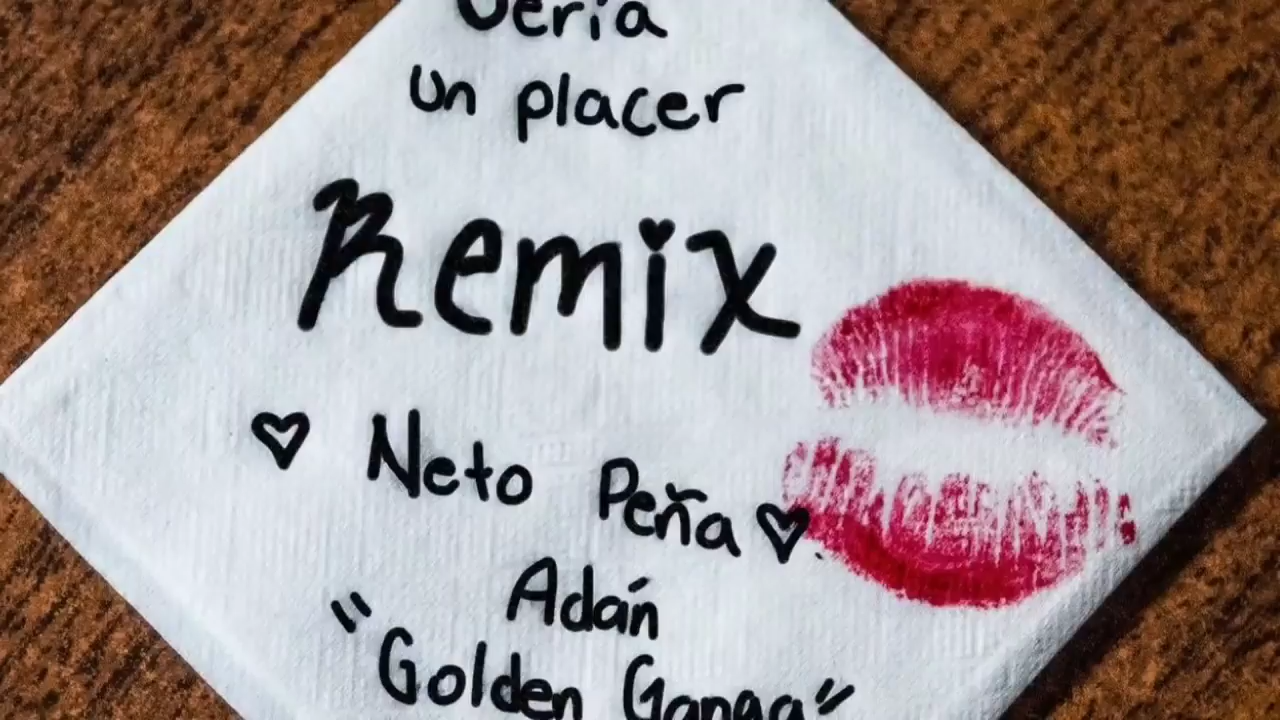 un placer
Remix
♡ Neto Peña ♡
Adán
"Golden Ganga"